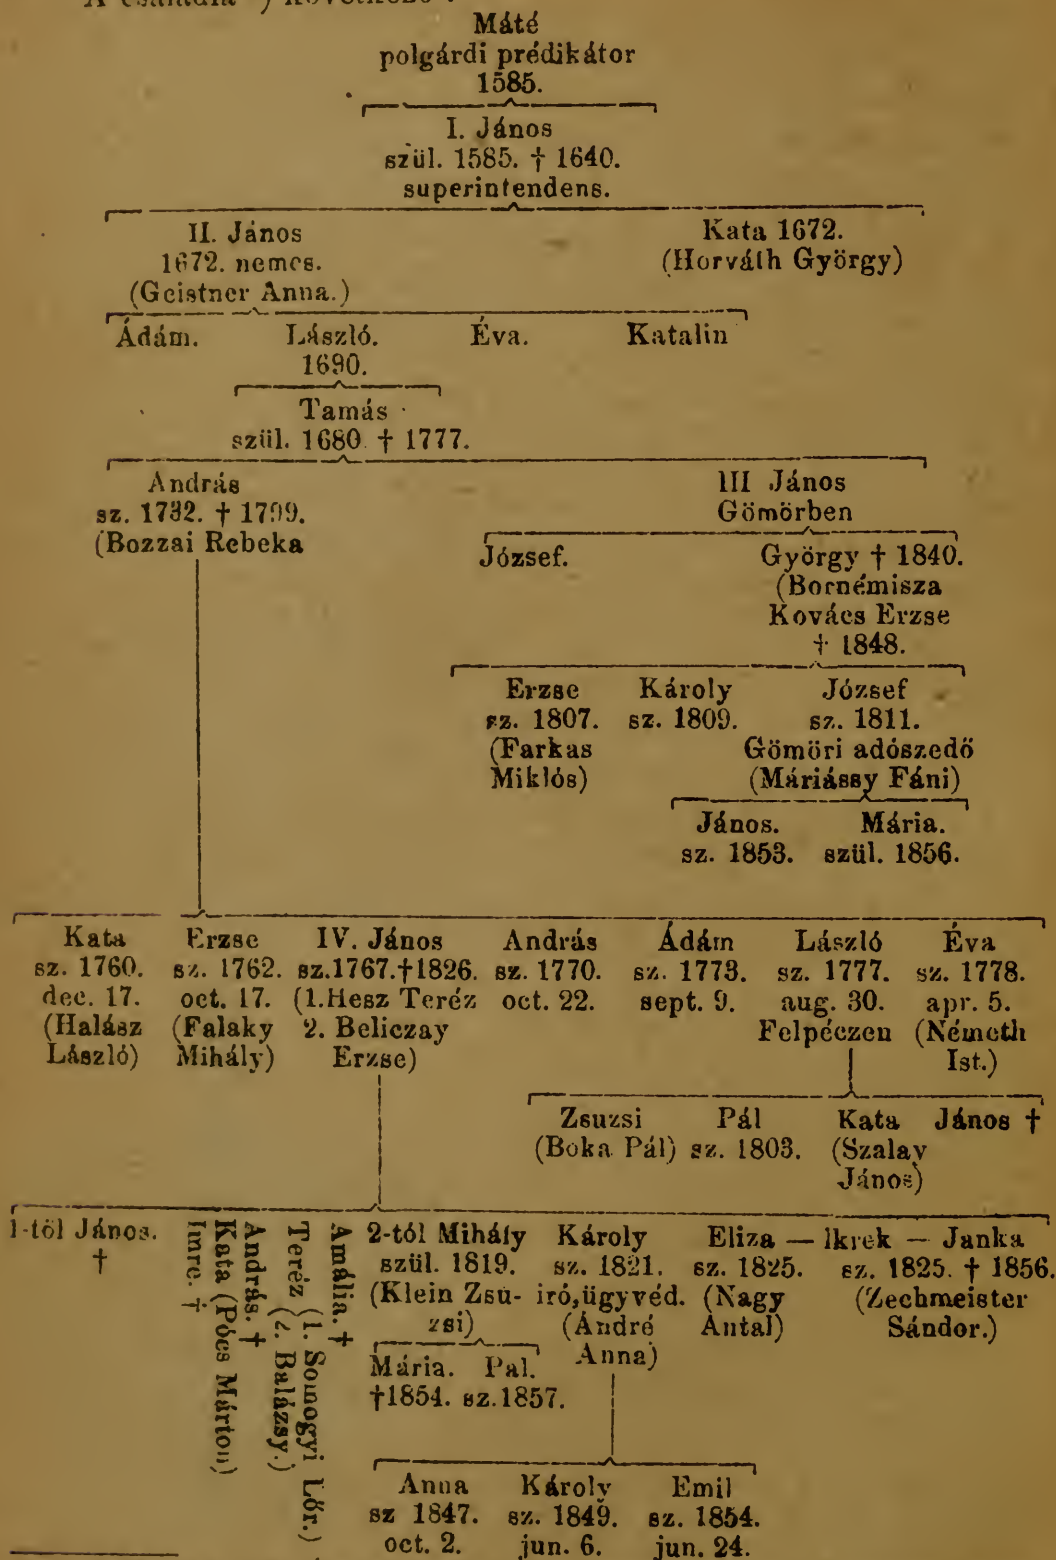 A családfa *) következő :
Máté
polgárdi prédikátor
1585.
I. János
szül. 1585. † 1640.
superintendens.
II. János
1672. nemes.
(Geistner Anna.)
Kata 1672.
(Horváth György)
Ádám. László. Éva. Katalin
1690.
Tamás
szül. 1680. † 1777.
András
sz. 1732. † 1799.
(Bozzai Rebeka
III János
Gömörben
József.
György † 1840.
(Bornémisza
Kovács Erzse
† 1848.
Erzse
sz. 1807.
(Farkas
Miklós)
Károly
sz. 1809.
József
sz. 1811.
Gömöri adószedő
(Máriássy Fáni)
János.
sz. 1853.
Mária.
szül. 1856.
Kata
sz. 1760.
dec. 17.
(Halász
László)
Erzse
sz. 1762.
oct. 17.
(Falaky
Mihály)
IV. János
sz.1767.†1826.
(1.Hesz Teréz
2. Beliczay
Erzse)
András
sz. 1770.
oct. 22.
Ádám
sz. 1773.
sept. 9.
László
sz. 1777.
aug. 30.
Felpéczen
Éva
sz. 1778.
apr. 5.
(Németh
Ist.)
Zsuzsi
(Boka Pál)
Pál
sz. 1803.
Kata
(Szalay
János)
János †
1-től János.
†
Imre. †
Kata (Pócs Márton)
András. †
Teréz (1. Somogyi Lőr.)
(2. Balázsy.)
Amália. †
2-tól Mihály
szül. 1819.
(Klein Zsu-
zsi)
Károly
sz. 1821.
iró,ügyvéd.
(André
Anna)
Eliza — Ikrek — Janka
sz. 1825.
(Nagy
Antal)
sz. 1825. † 1856.
(Zechmeister
Sándor.)
Mária.
†1854.
Pal.
sz.1857.
Anna
sz 1847.
oct. 2.
Károly
sz. 1849.
jun. 6.
Emil
sz. 1854.
jun. 24.